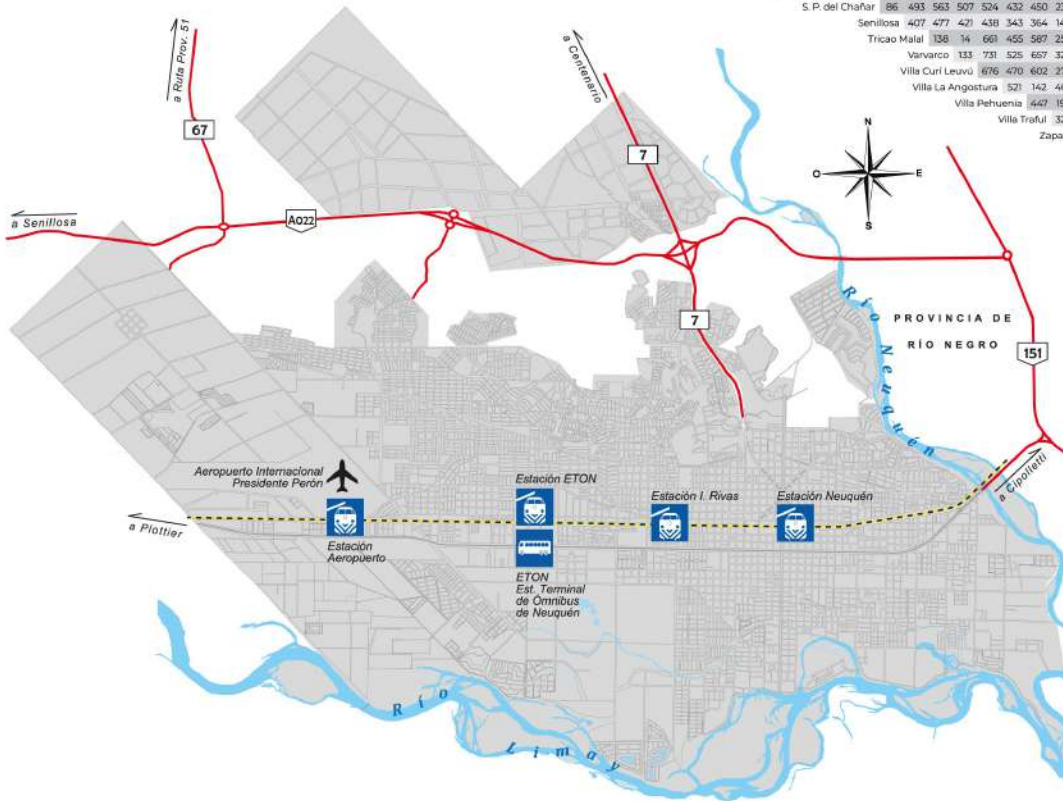 S. P. del Chañar 86 493 563 507 524 432 450
Senillosa 407 477 421 438 343 364
Tricao Malal 138 14 661 455 587
Varvarco 133 731 525 657
Villa Curí Leuvú 676 470 602
Villa La Angostura 521 142
Villa Pehuenia 447
Villa Traful
a Ruta Prov. 51
a Centenario
67
7
N
O E
S
a Senillosa
A022
7
Río Neuquén
PROVINCIA DE
RÍO NEGRO
151
a Cipolletti
Aeropuerto Internacional
Presidente Perón
Estación ETON
Estación I. Rivas
Estación Neuquén
a Plottier
Estación
Aeropuerto
ETON
Est. Terminal
de Ómnibus
de Neuquén
Río
Limay